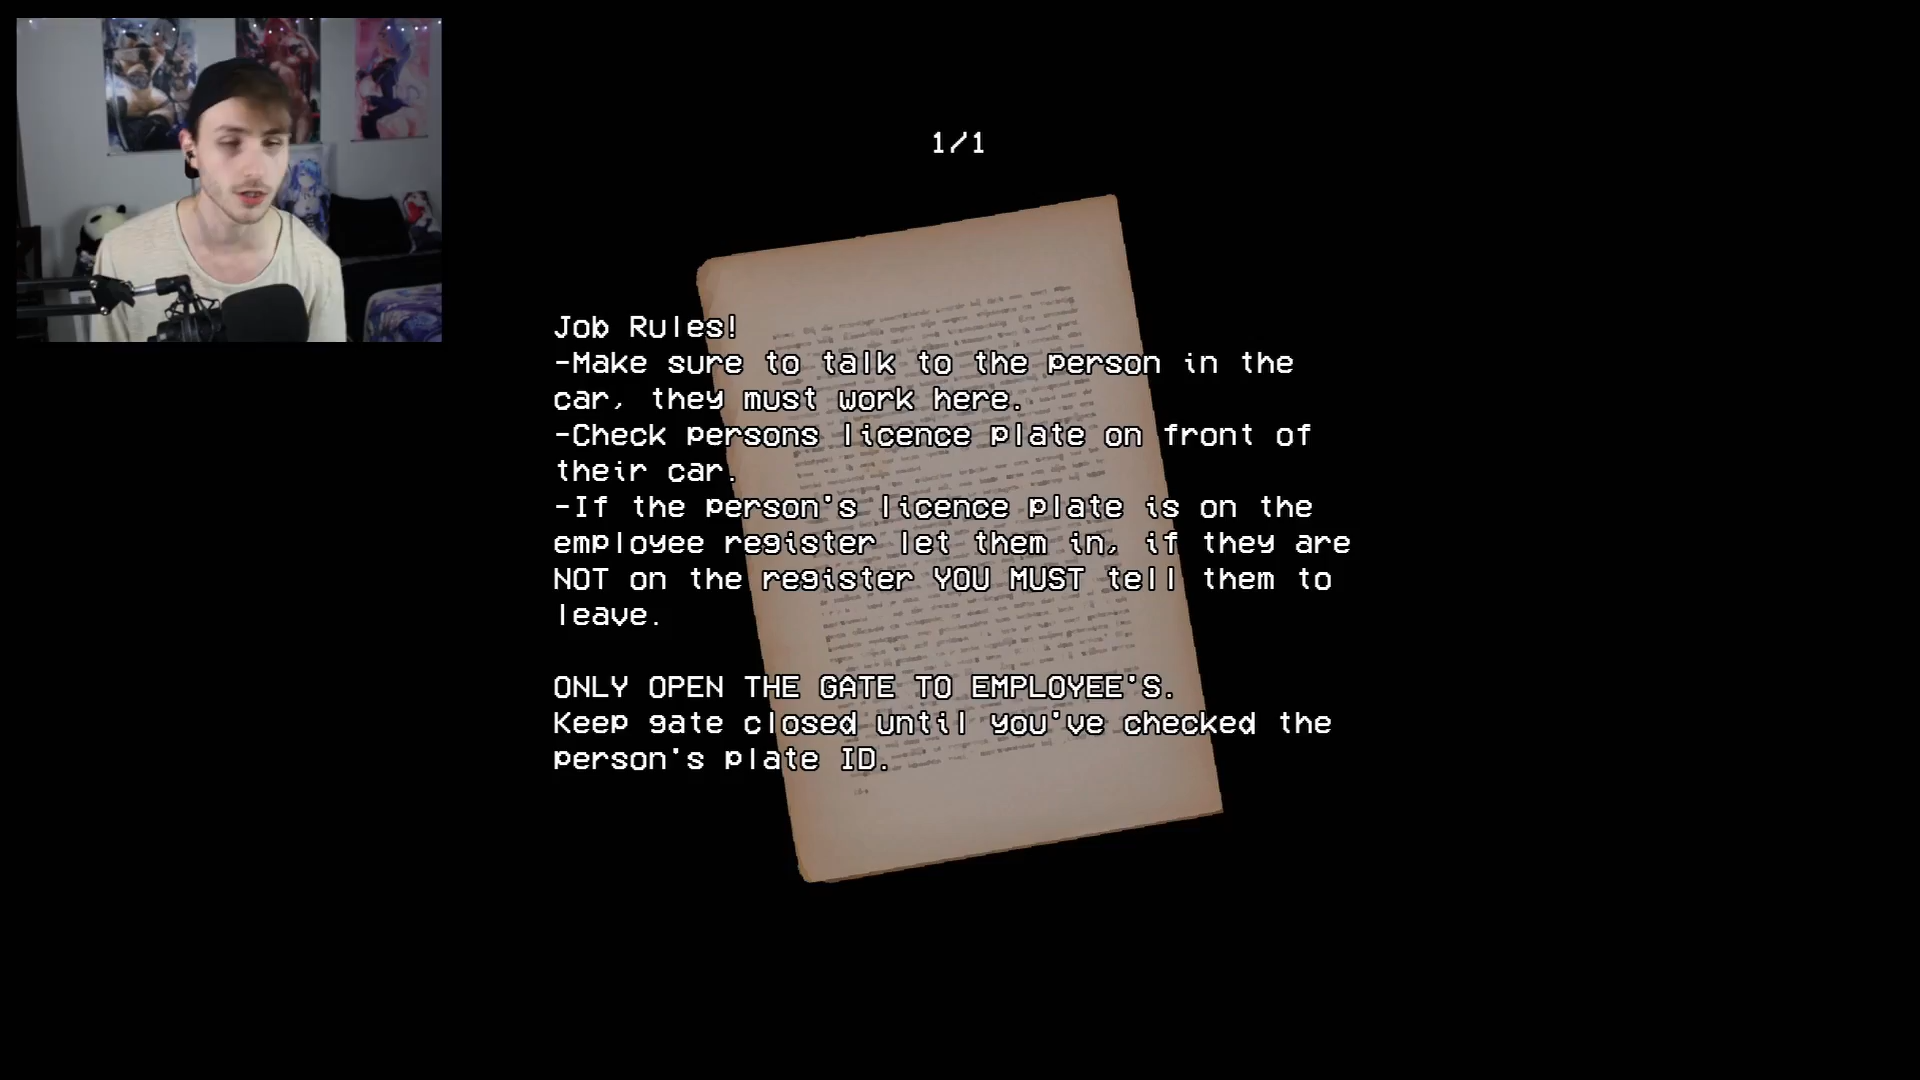 1/1
Job Rules!
-Make sure to talk to the person in the
car, they must work here.
-Check persons licence plate on front of
their car.
-If the person's licence plate is on the
employee register let them in, if they are
NOT on the register YOU MUST tell them to
leave.
ONLY OPEN THE GATE TO EMPLOYEE'S.
Keep gate closed until you've checked the
person's plate ID.